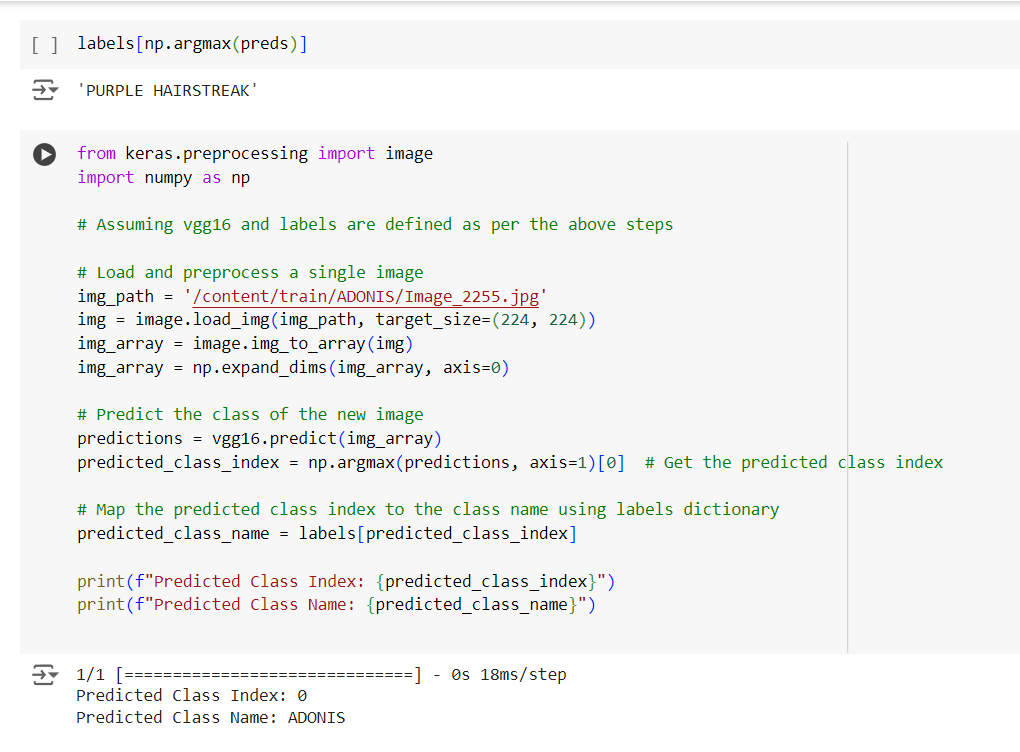 [ ] labels[np.argmax(preds)]
'PURPLE HAIRSTREAK'
from keras.preprocessing import image
import numpy as np
# Assuming vgg16 and labels are defined as per the above steps
# Load and preprocess a single image
img_path = '/content/train/ADONIS/Image_2255.jpg'
img = image.load_img(img_path, target_size=(224, 224))
img_array = image.img_to_array(img)
img_array = np.expand_dims(img_array, axis=0)
# Predict the class of the new image
predictions = vgg16.predict(img_array)
predicted_class_index = np.argmax(predictions, axis=1)[0]  # Get the predicted class index
# Map the predicted class index to the class name using labels dictionary
predicted_class_name = labels[predicted_class_index]
print(f"Predicted Class Index: {predicted_class_index}")
print(f"Predicted Class Name: {predicted_class_name}")
1/1 [==============================] - 0s 18ms/step
Predicted Class Index: 0
Predicted Class Name: ADONIS